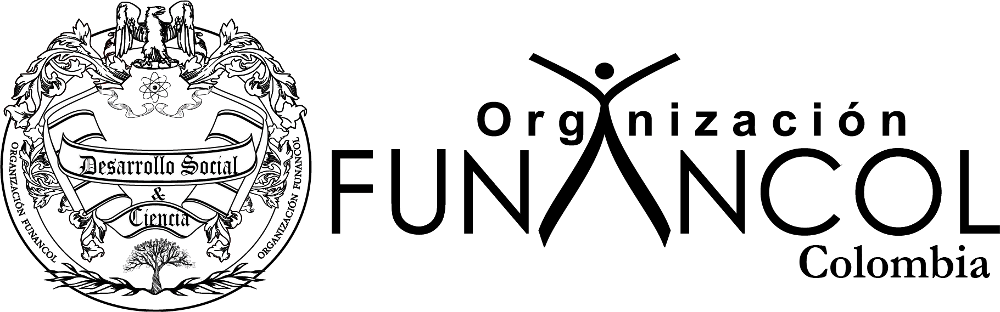 Desarrollo Social
&
Ciencia
ORGANIZACIÓN FUNANCOL
ORGANIZACIÓN FUNANCOL
Organización
FUNANCOL
Colombia